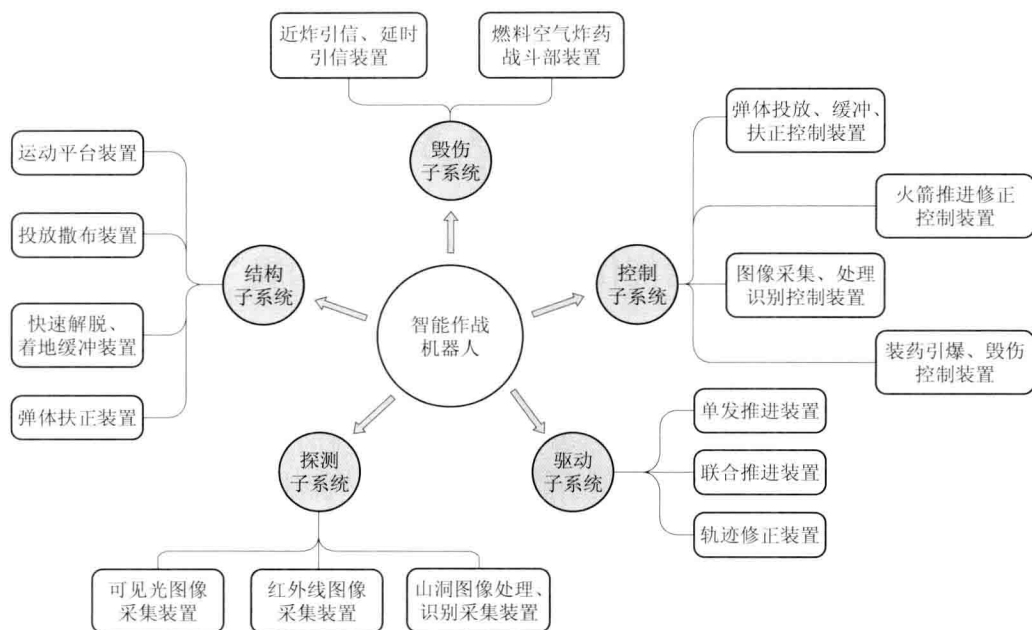 近炸引信、延时
引信装置
燃料空气炸药
战斗部装置
毁伤
子系统
弹体投放、缓冲、
扶正控制装置
火箭推进修正
控制装置
图像采集、处理
识别控制装置
装药引爆、毁伤
控制装置
控制
子系统
运动平台装置
投放撒布装置
快速解脱、
着地缓冲装置
弹体扶正装置
结构
子系统
智能作战
机器人
探测
子系统
可见光图像
采集装置
红外线图像
采集装置
山洞图像处理、
识别采集装置
驱动
子系统
单发推进装置
联合推进装置
轨迹修正装置